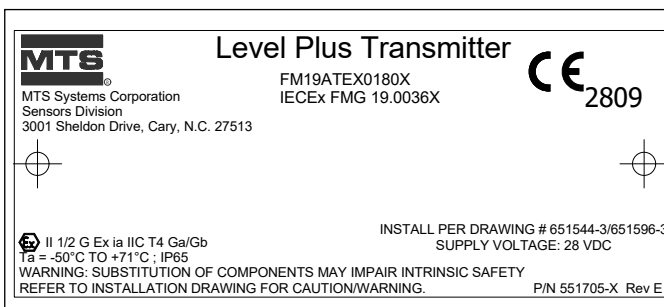 MTS
Level Plus Transmitter
FM19ATEX0180X
IECEx FMG 19.0036X
CE
2809
MTS Systems Corporation
Sensors Division
3001 Sheldon Drive, Cary, N.C. 27513
INSTALL PER DRAWING # 651544-3/651596-3
SUPPLY VOLTAGE: 28 VDC
Ex II 1/2 G Ex ia IIC T4 Ga/Gb
Ta = -50°C TO +71°C ; IP65
WARNING: SUBSTITUTION OF COMPONENTS MAY IMPAIR INTRINSIC SAFETY
REFER TO INSTALLATION DRAWING FOR CAUTION/WARNING.
P/N 551705-X Rev E